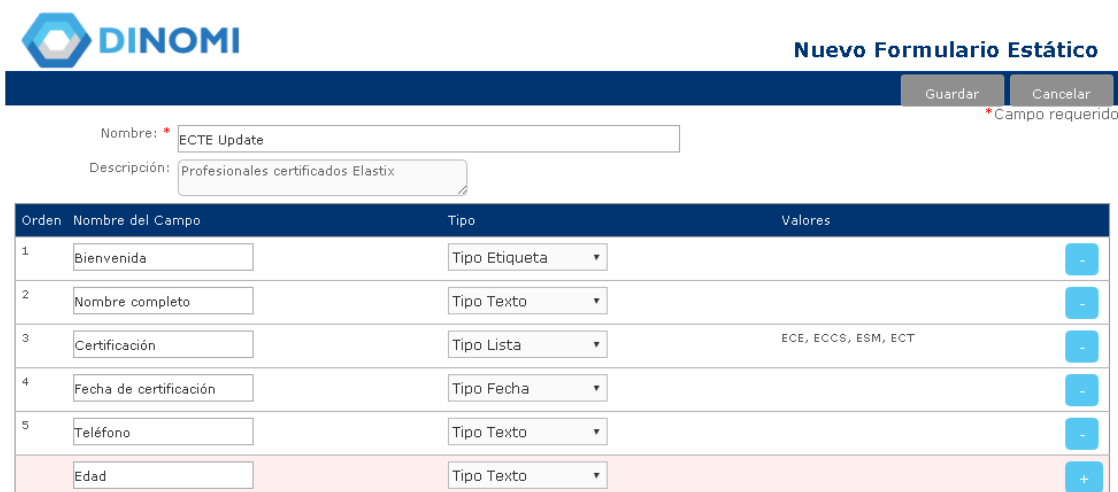 DINOMI
Nuevo Formulario Estático
Guardar Cancelar
*Campo requerido
Nombre: * ECTE Update
Descripción: Profesionales certificados Elastix
Orden Nombre del Campo Tipo Valores
1 Bienvenida Tipo Etiqueta -
2 Nombre completo Tipo Texto -
3 Certificación Tipo Lista ECE, ECCS, ESM, ECT -
4 Fecha de certificación Tipo Fecha -
5 Teléfono Tipo Texto -
Edad Tipo Texto +